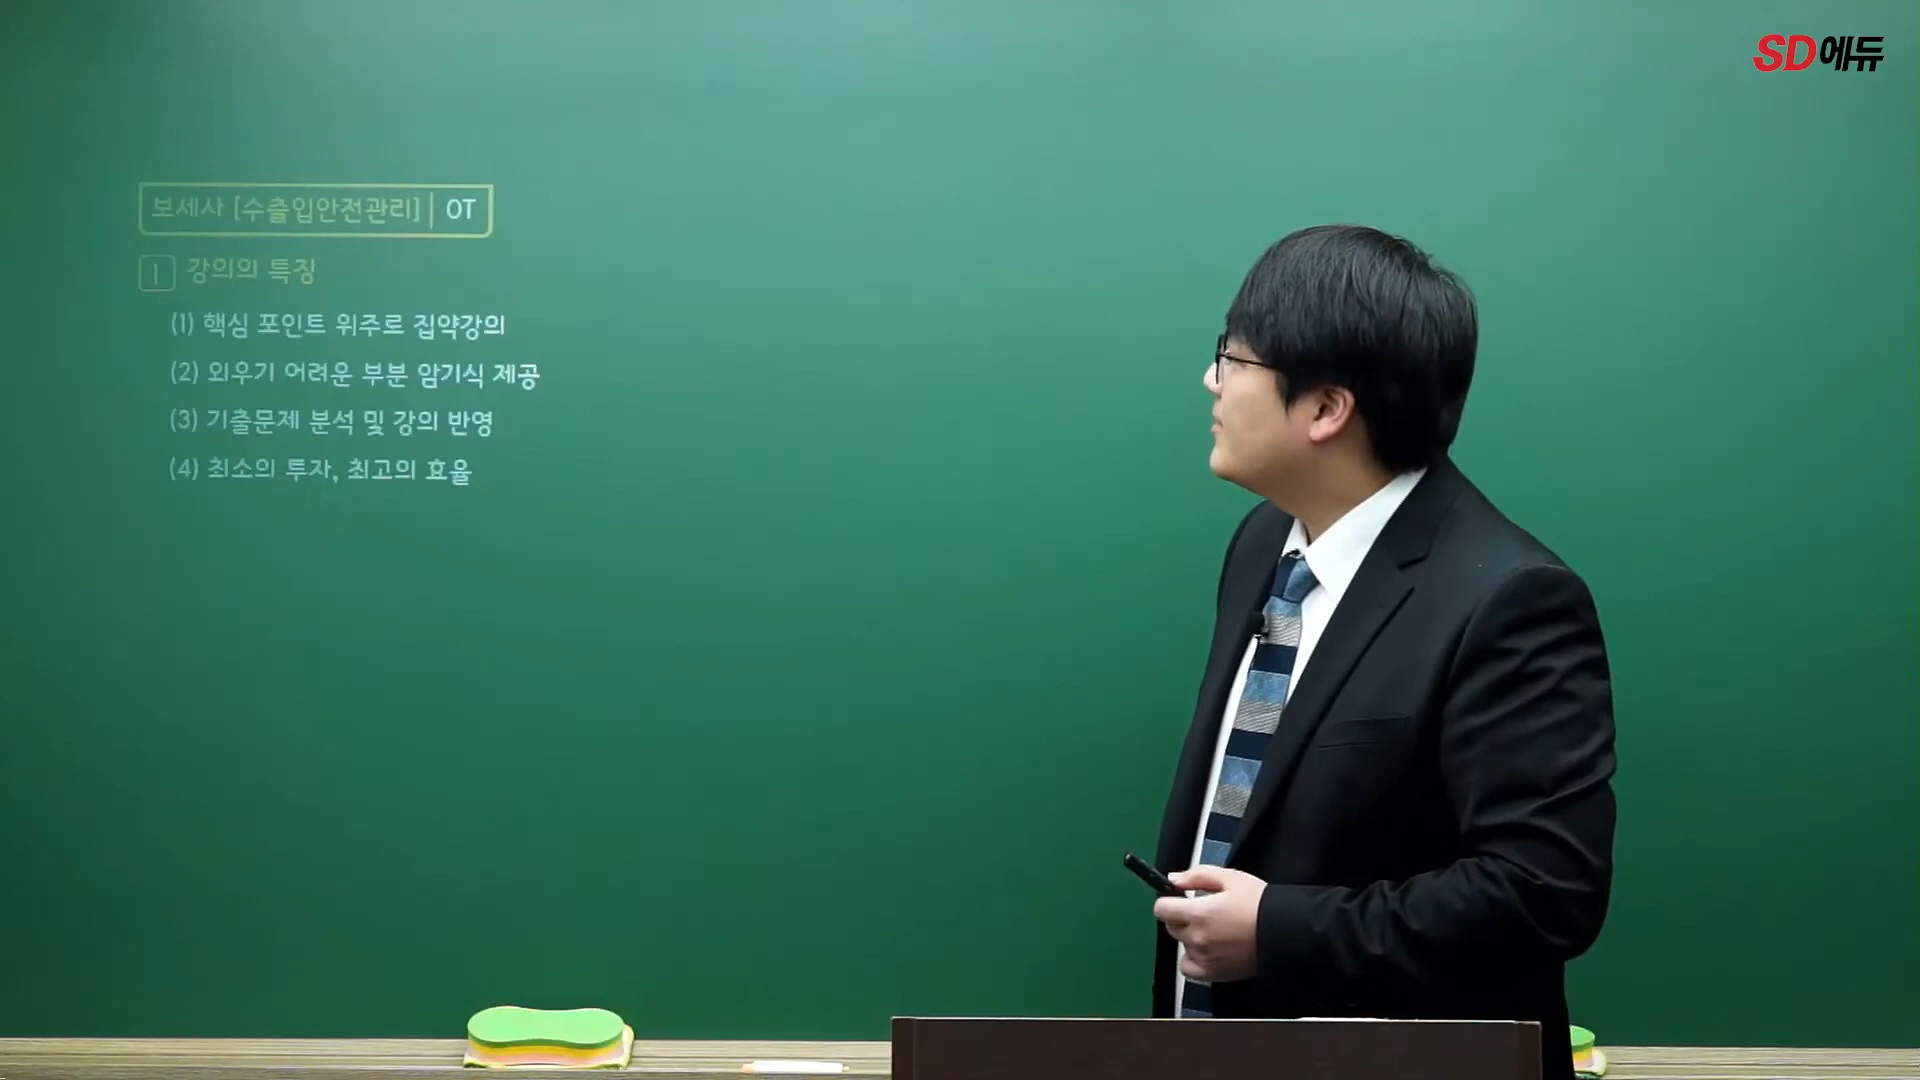 SD에듀
보세사 [수출입안전관리] | OT
1 강의의 특징
(1) 핵심 포인트 위주로 집약강의
(2) 외우기 어려운 부분 암기식 제공
(3) 기출문제 분석 및 강의 반영
(4) 최소의 투자, 최고의 효율